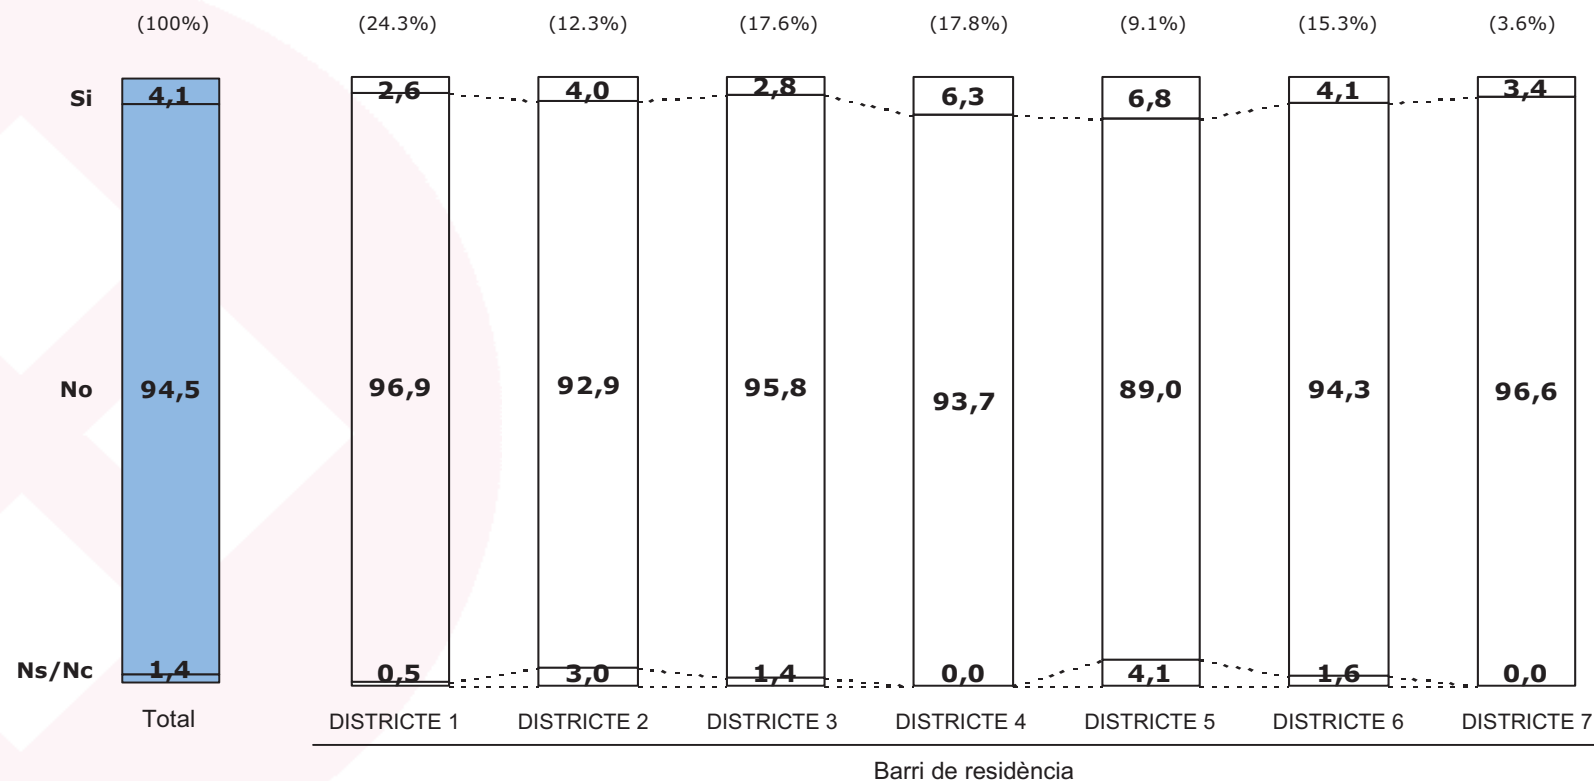 (100%) (24.3%) (12.3%) (17.6%) (17.8%) (9.1%) (15.3%) (3.6%)
Si 4,1 2,6 4,0 2,8 6,3 6,8 4,1 3,4
No 94,5 96,9 92,9 95,8 93,7 89,0 94,3 96,6
Ns/Nc 1,4 0,5 3,0 1,4 0,0 4,1 1,6 0,0
Total DISTRICTE 1 DISTRICTE 2 DISTRICTE 3 DISTRICTE 4 DISTRICTE 5 DISTRICTE 6 DISTRICTE 7
Barri de residència